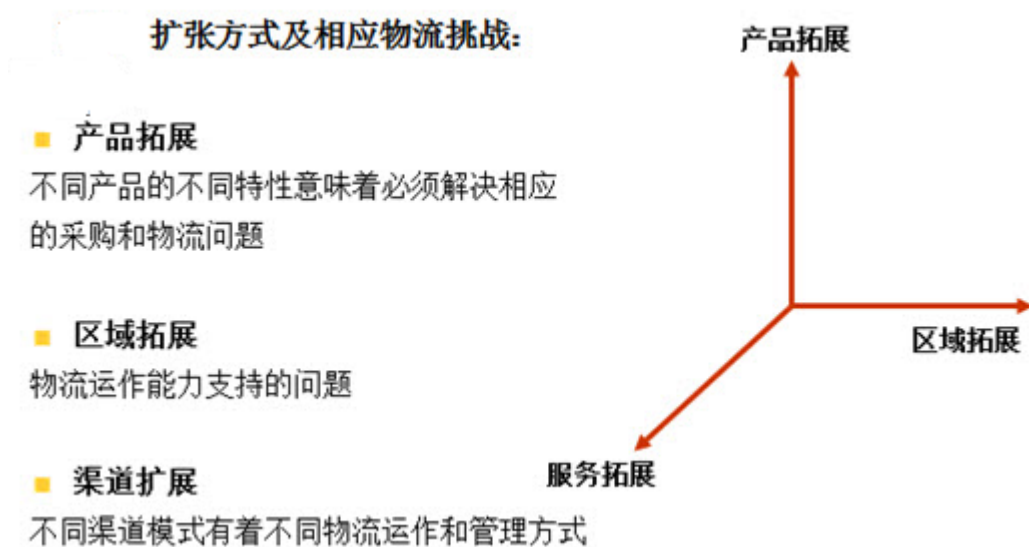 扩张方式及相应物流挑战:
产品拓展
不同产品的不同特性意味着必须解决相应
的采购和物流问题
区域拓展
物流运作能力支持的问题
渠道扩展
不同渠道模式有着不同物流运作和管理方式
产品拓展
区域拓展
服务拓展